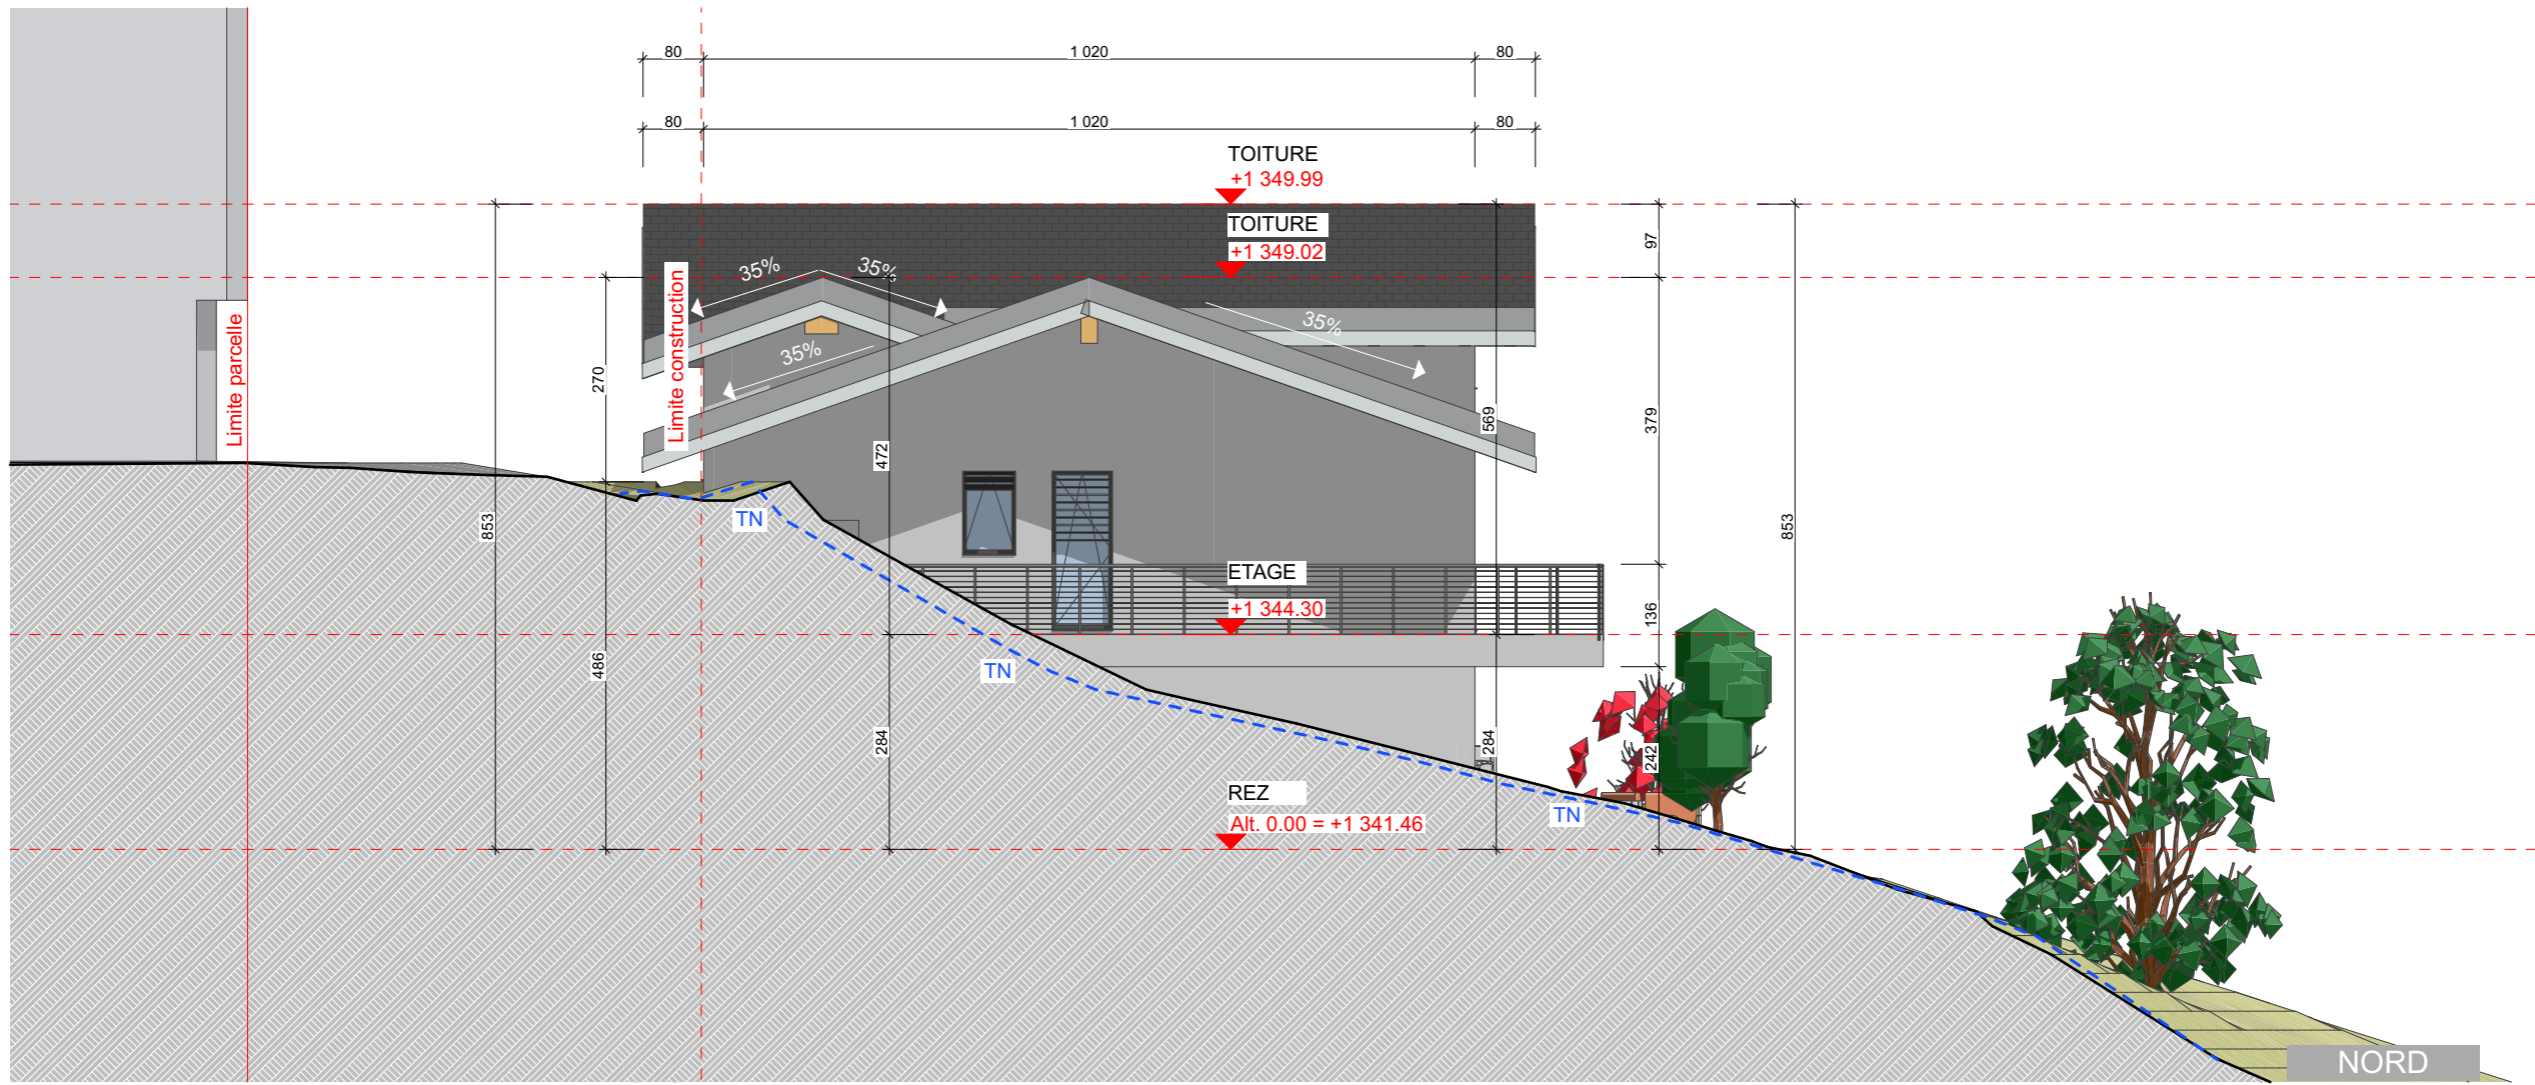 80 1 020 80
80 1 020 80
TOITURE
+1 349.99
TOITURE
+1 349.02
97
35% 35%
35%
35%
Limite parcelle
Limite construction
270
472
569
379
853
853
TN
ETAGE
+1 344.30
136
486
TN
284
284
242
REZ
Alt. 0.00 = +1 341.46
TN
NORD